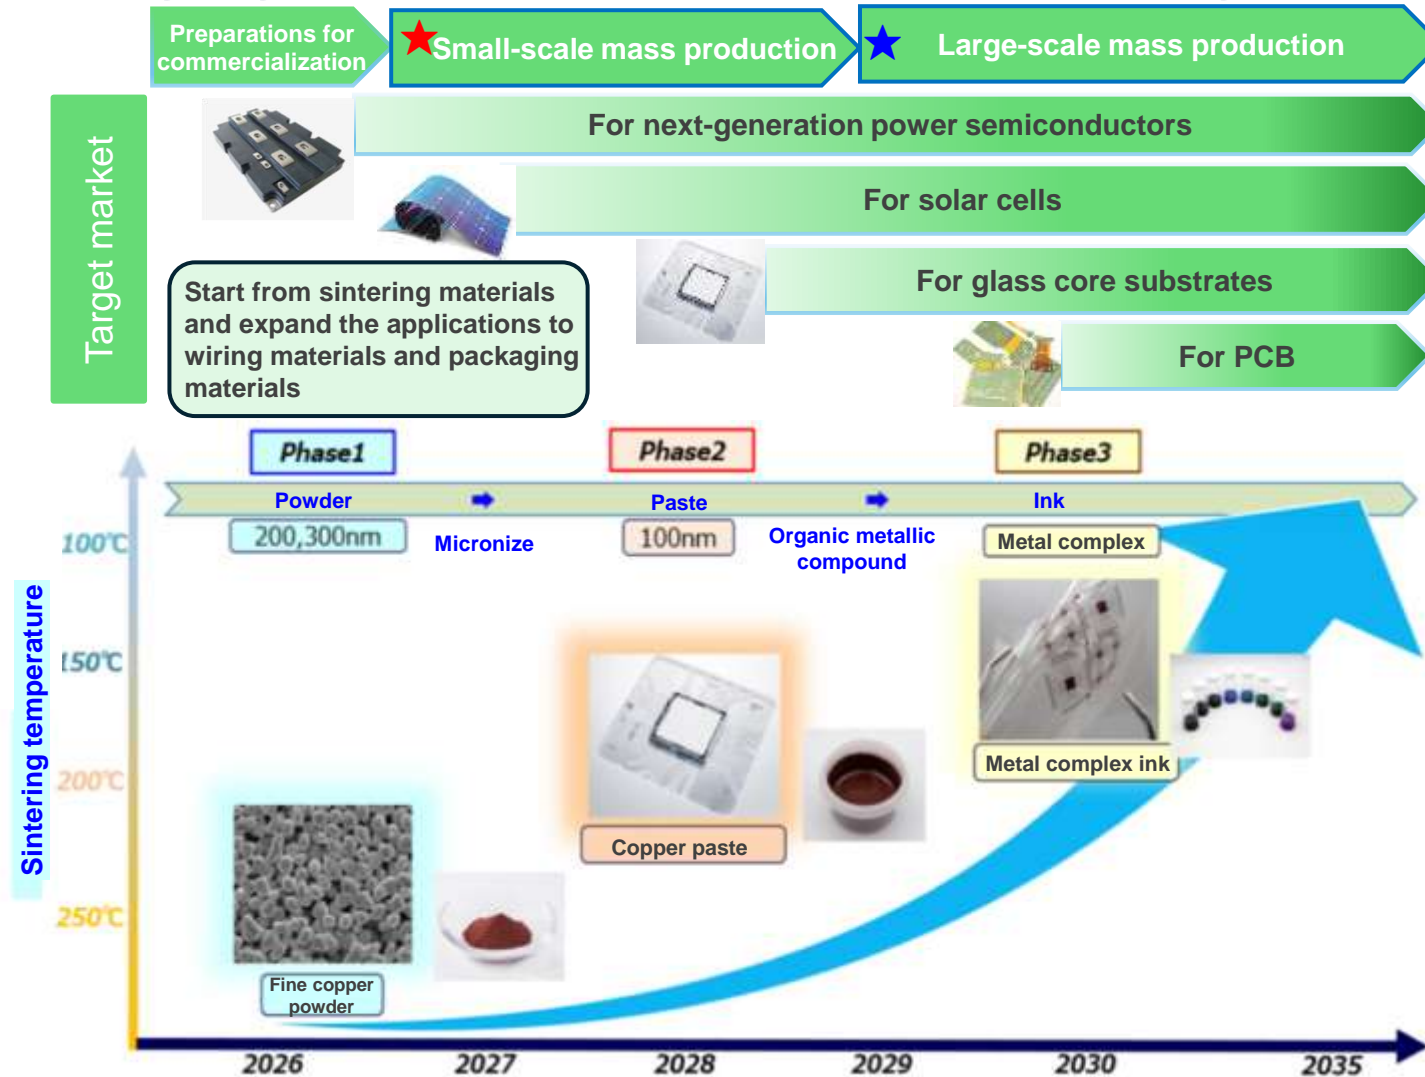 Preparations for
commercialization
Small-scale mass production
Large-scale mass production
Target market
For next-generation power semiconductors
For solar cells
For glass core substrates
For PCB
Start from sintering materials
and expand the applications to
wiring materials and packaging
materials
Phase1
Phase2
Phase3
Powder
Paste
Ink
200,300nm
Micronize
100nm
Organic metallic
compound
Metal complex
Sintering temperature
100℃
150℃
200℃
250℃
Fine copper
powder
Copper paste
Metal complex ink
2026
2027
2028
2029
2030
2035